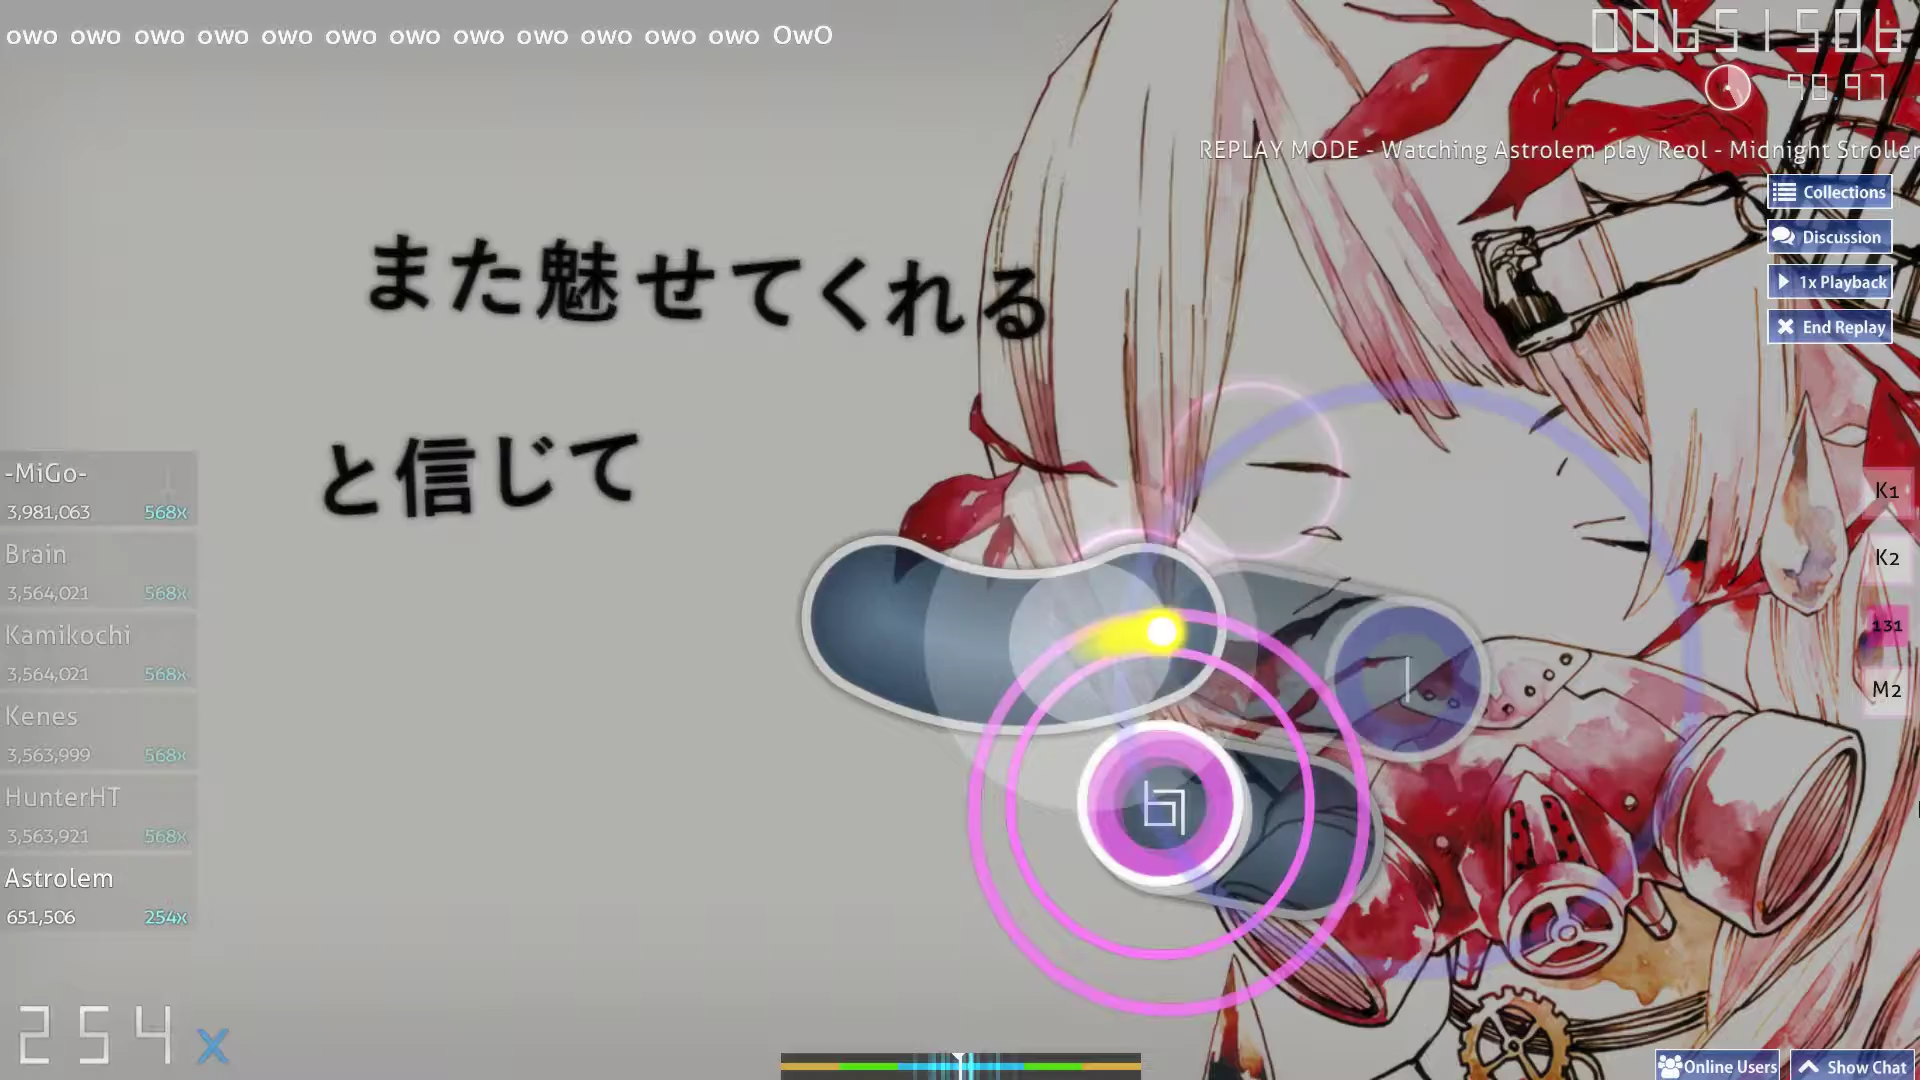 owo owo owo owo owo owo owo owo owo owo owo owo OwO
00651506
98.97
REPLAY MODE - Watching Astrolem play Reol - Midnight Stroller
Collections
Discussion
1x Playback
End Replay
また魅せてくれる
と信じて
-MiGo-
3,981,063 568x
Brain
3,564,021 568x
Kamikochi
3,564,021 568x
Kenes
3,563,999 568x
HunterHT
3,563,921 568x
Astrolem
651,506 254x
K1
K2
131
M2
1
254x
Online Users
Show Chat